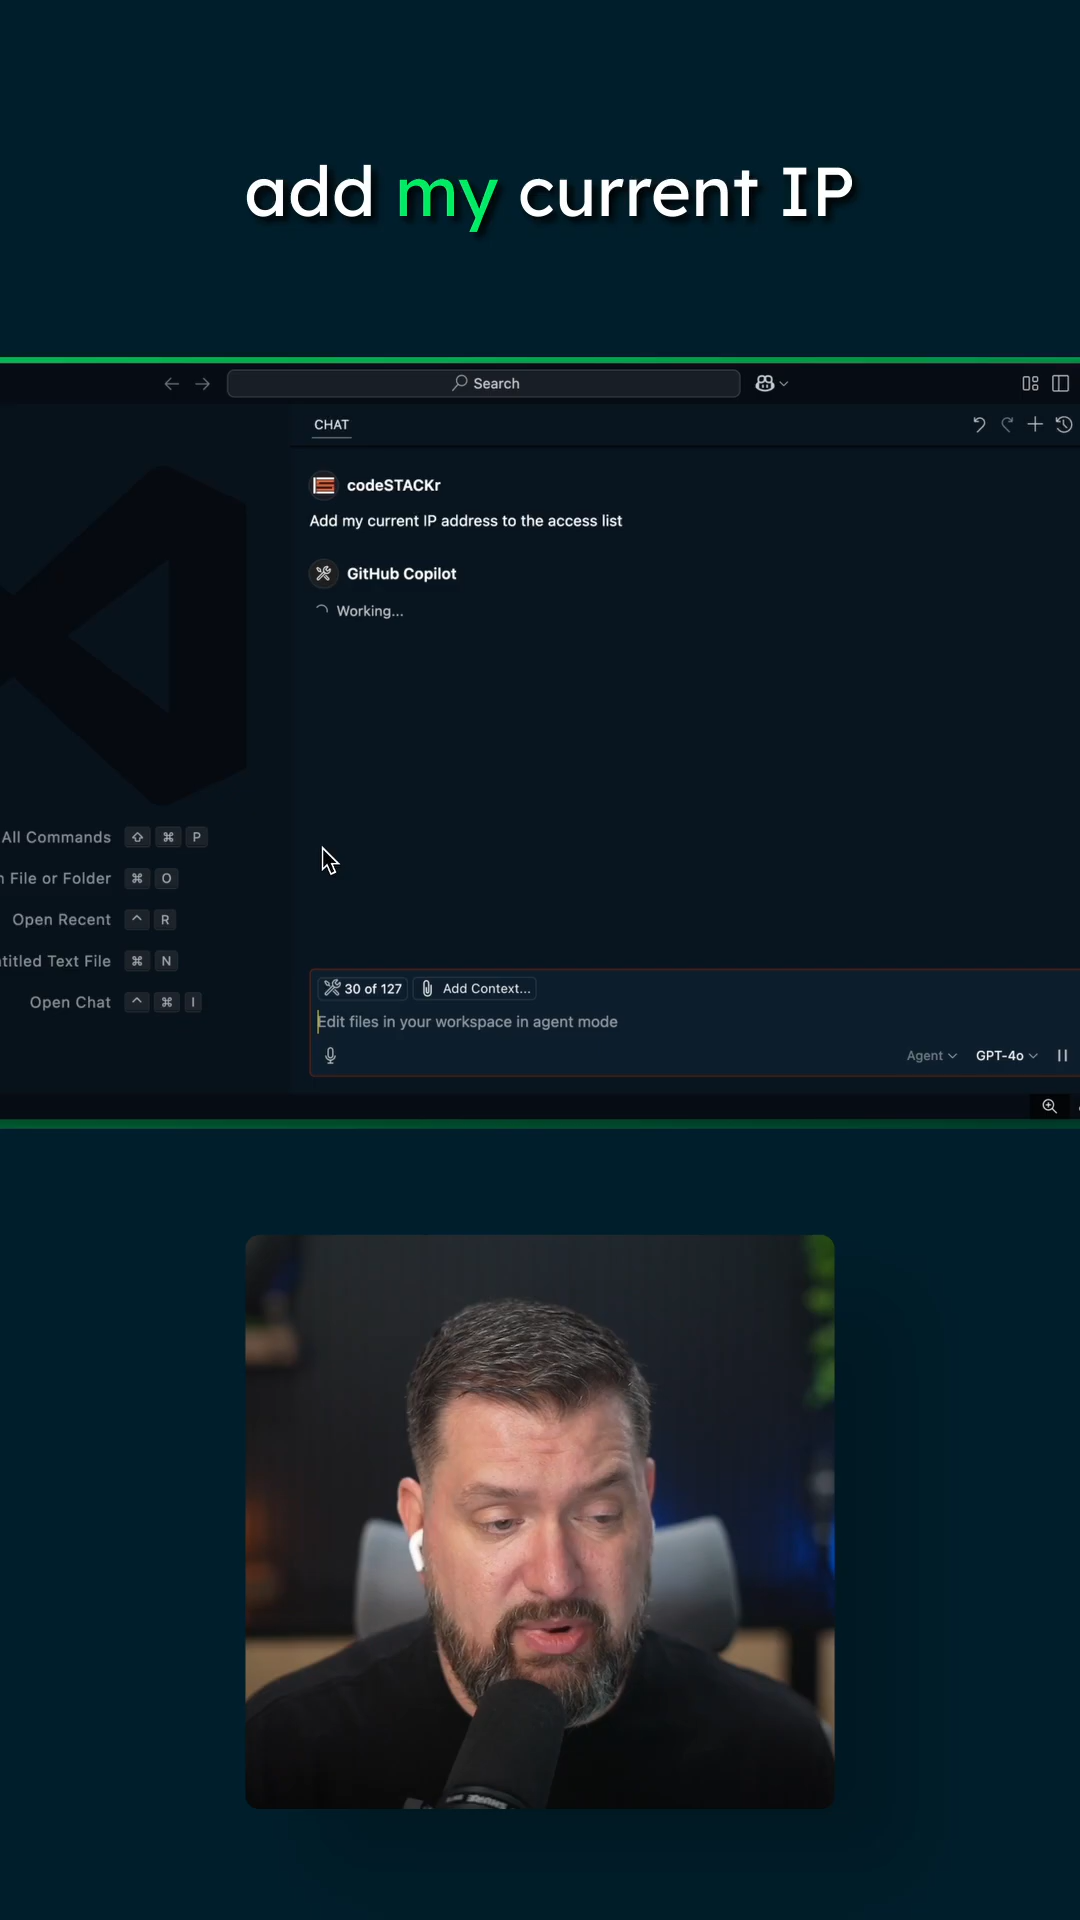 add my current IP
Search
CHAT
codeSTACKr
Add my current IP address to the access list
GitHub Copilot
Working...
All Commands ⇧ ⌘ P
n File or Folder ⌘ O
Open Recent ^ R
ntitled Text File ⌘ N
Open Chat ^ ⌘ I
30 of 127 Add Context...
Edit files in your workspace in agent mode
Agent GPT-4o